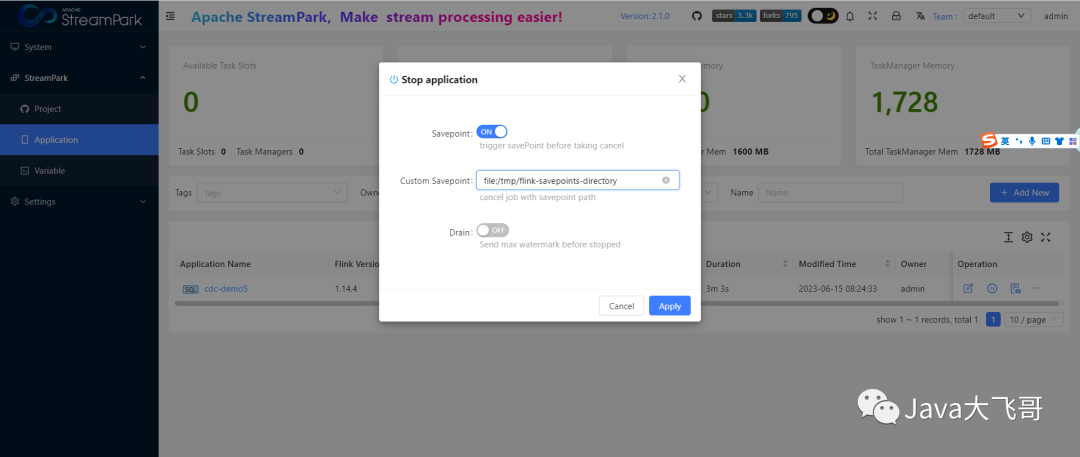 APACHE
StreamPark
Apache StreamPark, Make stream processing easier!
Version:2.1.0
stars 3.3k forks 795
Team :
default
admin
System
StreamPark
Project
Application
Variable
Settings
Available Task Slots
0
Task Slots 0 Task Managers 0
mory
0
r Mem 1600 MB
TaskManager Memory
1,728
Total TaskManager Mem 1728 MB
英
Stop application
Savepoint:
ON
trigger savePoint before taking cancel
Custom Savepoint:
file:/tmp/flink-savepoints-directory
cancel job with savepoint path
Drain:
OFF
Send max watermark before stopped
Cancel
Apply
Tags
Tags
Owne
Name
Name
+ Add New
Application Name
Flink Versio
Duration
Modified Time
Owner
Operation
SQL
cdc-demo5
1.14.4
3m 3s
2023-06-15 08:24:33
admin
show 1 ~ 1 records, total 1
1
10 / page
Java大飞哥